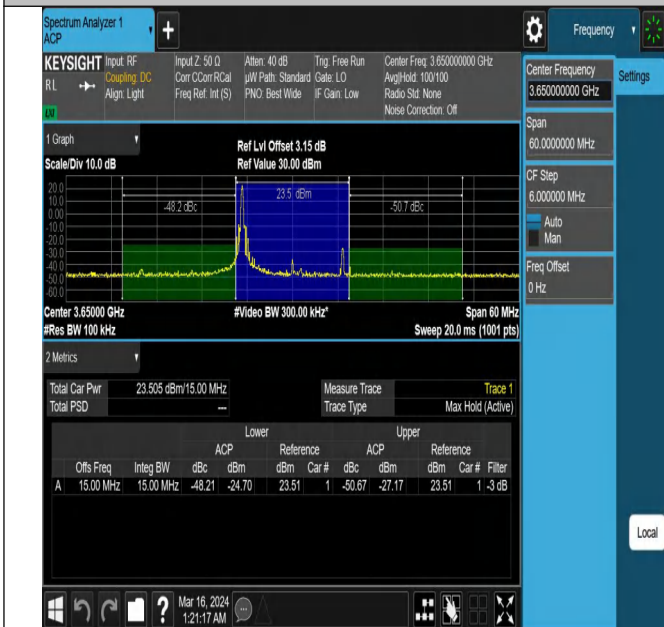 Spectrum Analyzer 1
ACP
+
Frequency
KEYSIGHT
Input: RF
Input Z: 50 Ω
Atten: 40 dB
Trig: Free Run
Center Freq: 3.650000000 GHz
RL
Coupling: DC
Corr CCorr RCal
µW Path: Standard
Gate: LO
Avg|Hold: 100/100
Align: Light
Freq Ref: Int (S)
PNO: Best Wide
IF Gain: Low
Radio Std: None
LXI
Noise Correction: Off
Center Frequency
3.650000000 GHz
Settings
Span
60.0000000 MHz
CF Step
6.000000 MHz
Auto
Man
Freq Offset
0 Hz
Local
1 Graph
Ref Lvl Offset 3.15 dB
Scale/Div 10.0 dB
Ref Value 30.00 dBm
20.0
10.0
0.00
-10.0
-20.0
-30.0
-40.0
-50.0
-60.0
-48.2 dBc
23.5 dBm
-50.7 dBc
Center 3.65000 GHz
#Video BW 300.00 kHz*
Span 60 MHz
#Res BW 100 kHz
Sweep 20.0 ms (1001 pts)
2 Metrics
Total Car Pwr 23.505 dBm/15.00 MHz
Measure Trace Trace 1
Total PSD ---
Trace Type Max Hold (Active)
Lower Upper
ACP Reference ACP Reference
Offs Freq Integ BW dBc dBm dBm Car # dBc dBm dBm Car # Filter
A 15.00 MHz 15.00 MHz -48.21 -24.70 23.51 1 -50.67 -27.17 23.51 1 -3 dB
?
Mar 16, 2024
1:21:17 AM